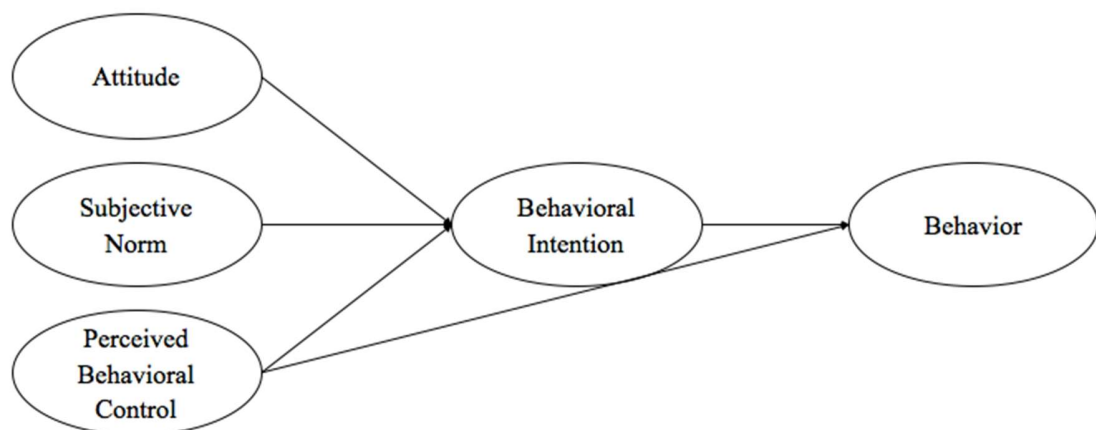 Attitude
Subjective
Norm
Perceived
Behavioral
Control
Behavioral
Intention
Behavior